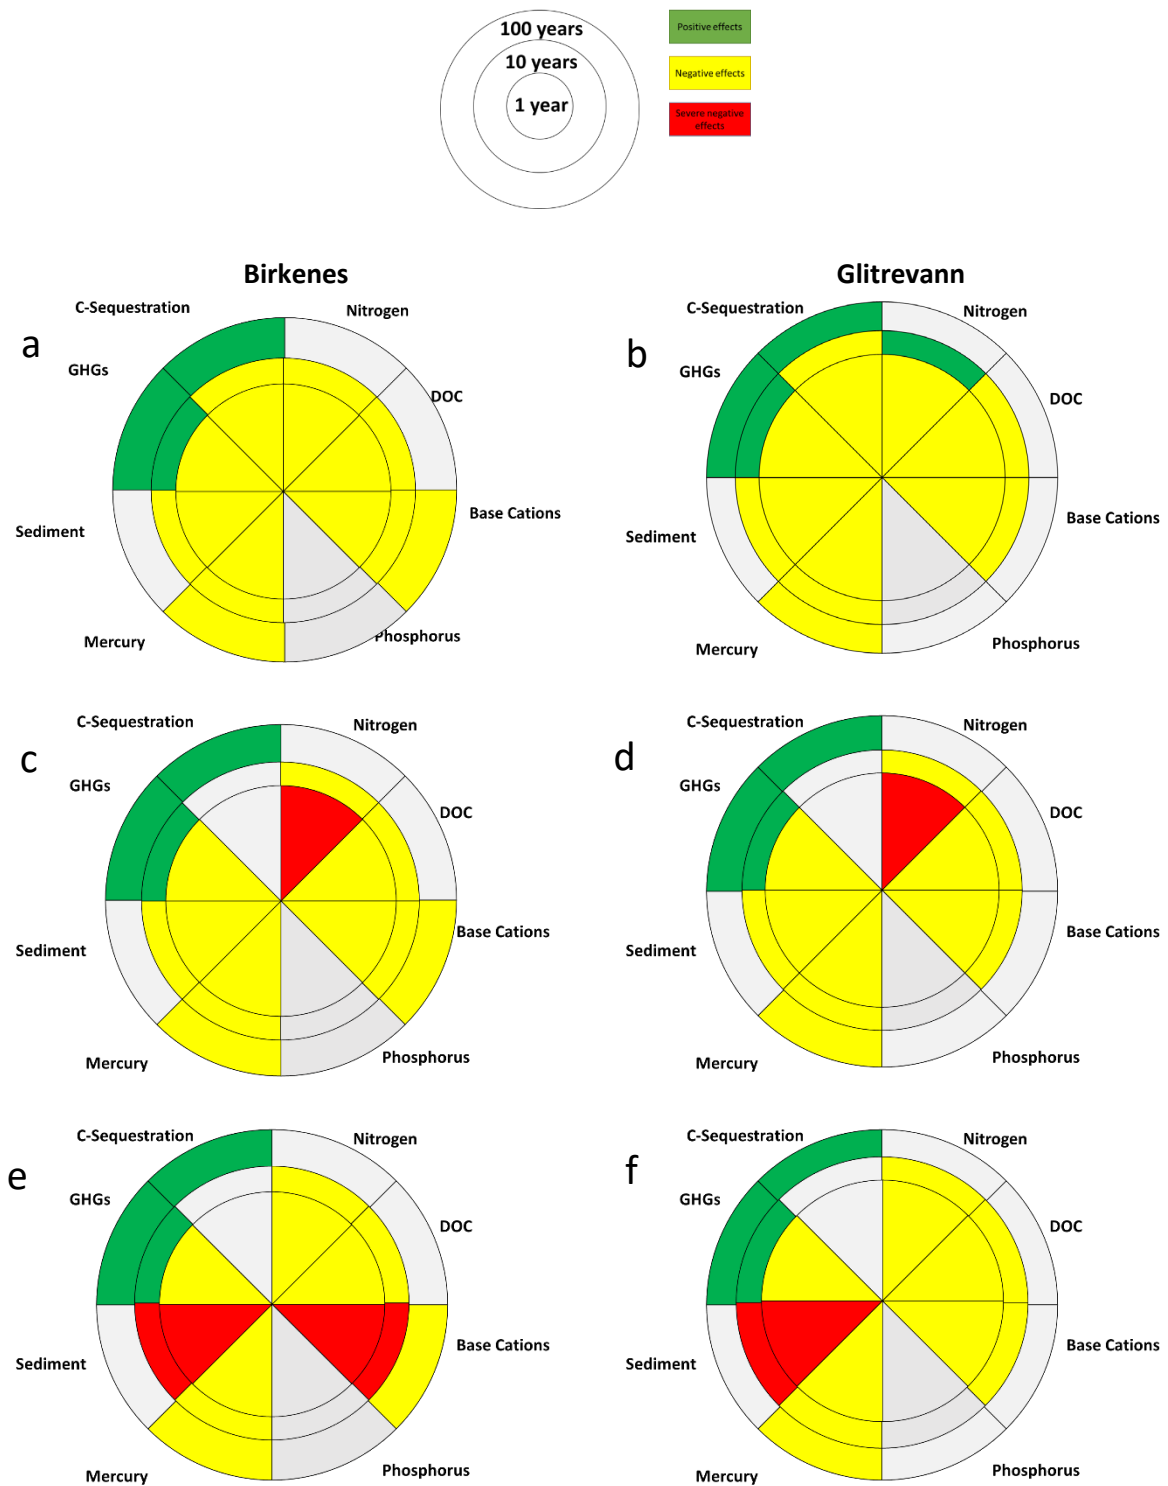 100 years
10 years
1 year
Positive effects
Negative effects
Severe negative
effects
Birkenes
Glitrevann
a
C-Sequestration
Nitrogen
GHGs
DOC
Sediment
Base Cations
Mercury
Phosphorus
b
C-Sequestration
Nitrogen
GHGs
DOC
Sediment
Base Cations
Mercury
Phosphorus
c
C-Sequestration
Nitrogen
GHGs
DOC
Sediment
Base Cations
Mercury
Phosphorus
d
C-Sequestration
Nitrogen
GHGs
DOC
Sediment
Base Cations
Mercury
Phosphorus
e
C-Sequestration
Nitrogen
GHGs
DOC
Sediment
Base Cations
Mercury
Phosphorus
f
C-Sequestration
Nitrogen
GHGs
DOC
Sediment
Base Cations
Mercury
Phosphorus